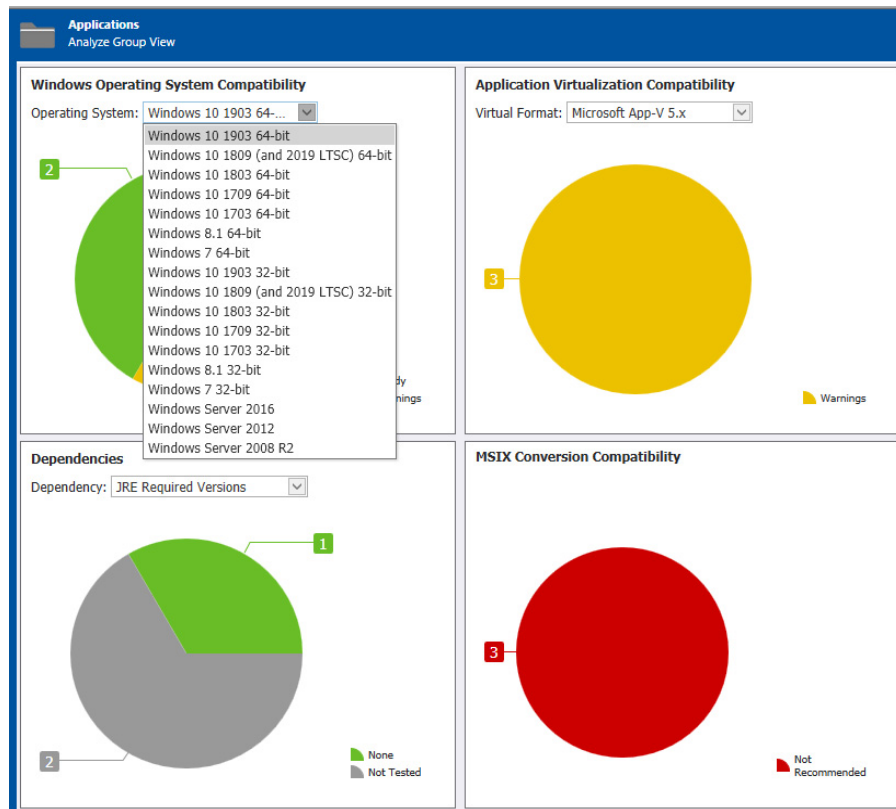 Applications
Analyze Group View
Windows Operating System Compatibility
Operating System: Windows 10 1903 64-...
Windows 10 1903 64-bit
Windows 10 1809 (and 2019 LTSC) 64-bit
Windows 10 1803 64-bit
Windows 10 1709 64-bit
Windows 10 1703 64-bit
Windows 8.1 64-bit
Windows 7 64-bit
Windows 10 1903 32-bit
Windows 10 1809 (and 2019 LTSC) 32-bit
Windows 10 1803 32-bit
Windows 10 1709 32-bit
Windows 10 1703 32-bit
Windows 8.1 32-bit
Windows 7 32-bit
Windows Server 2016
Windows Server 2012
Windows Server 2008 R2
2
dy
nings
Application Virtualization Compatibility
Virtual Format: Microsoft App-V 5.x
3
Warnings
Dependencies
Dependency: JRE Required Versions
1
2
None
Not Tested
MSIX Conversion Compatibility
3
Not
Recommended